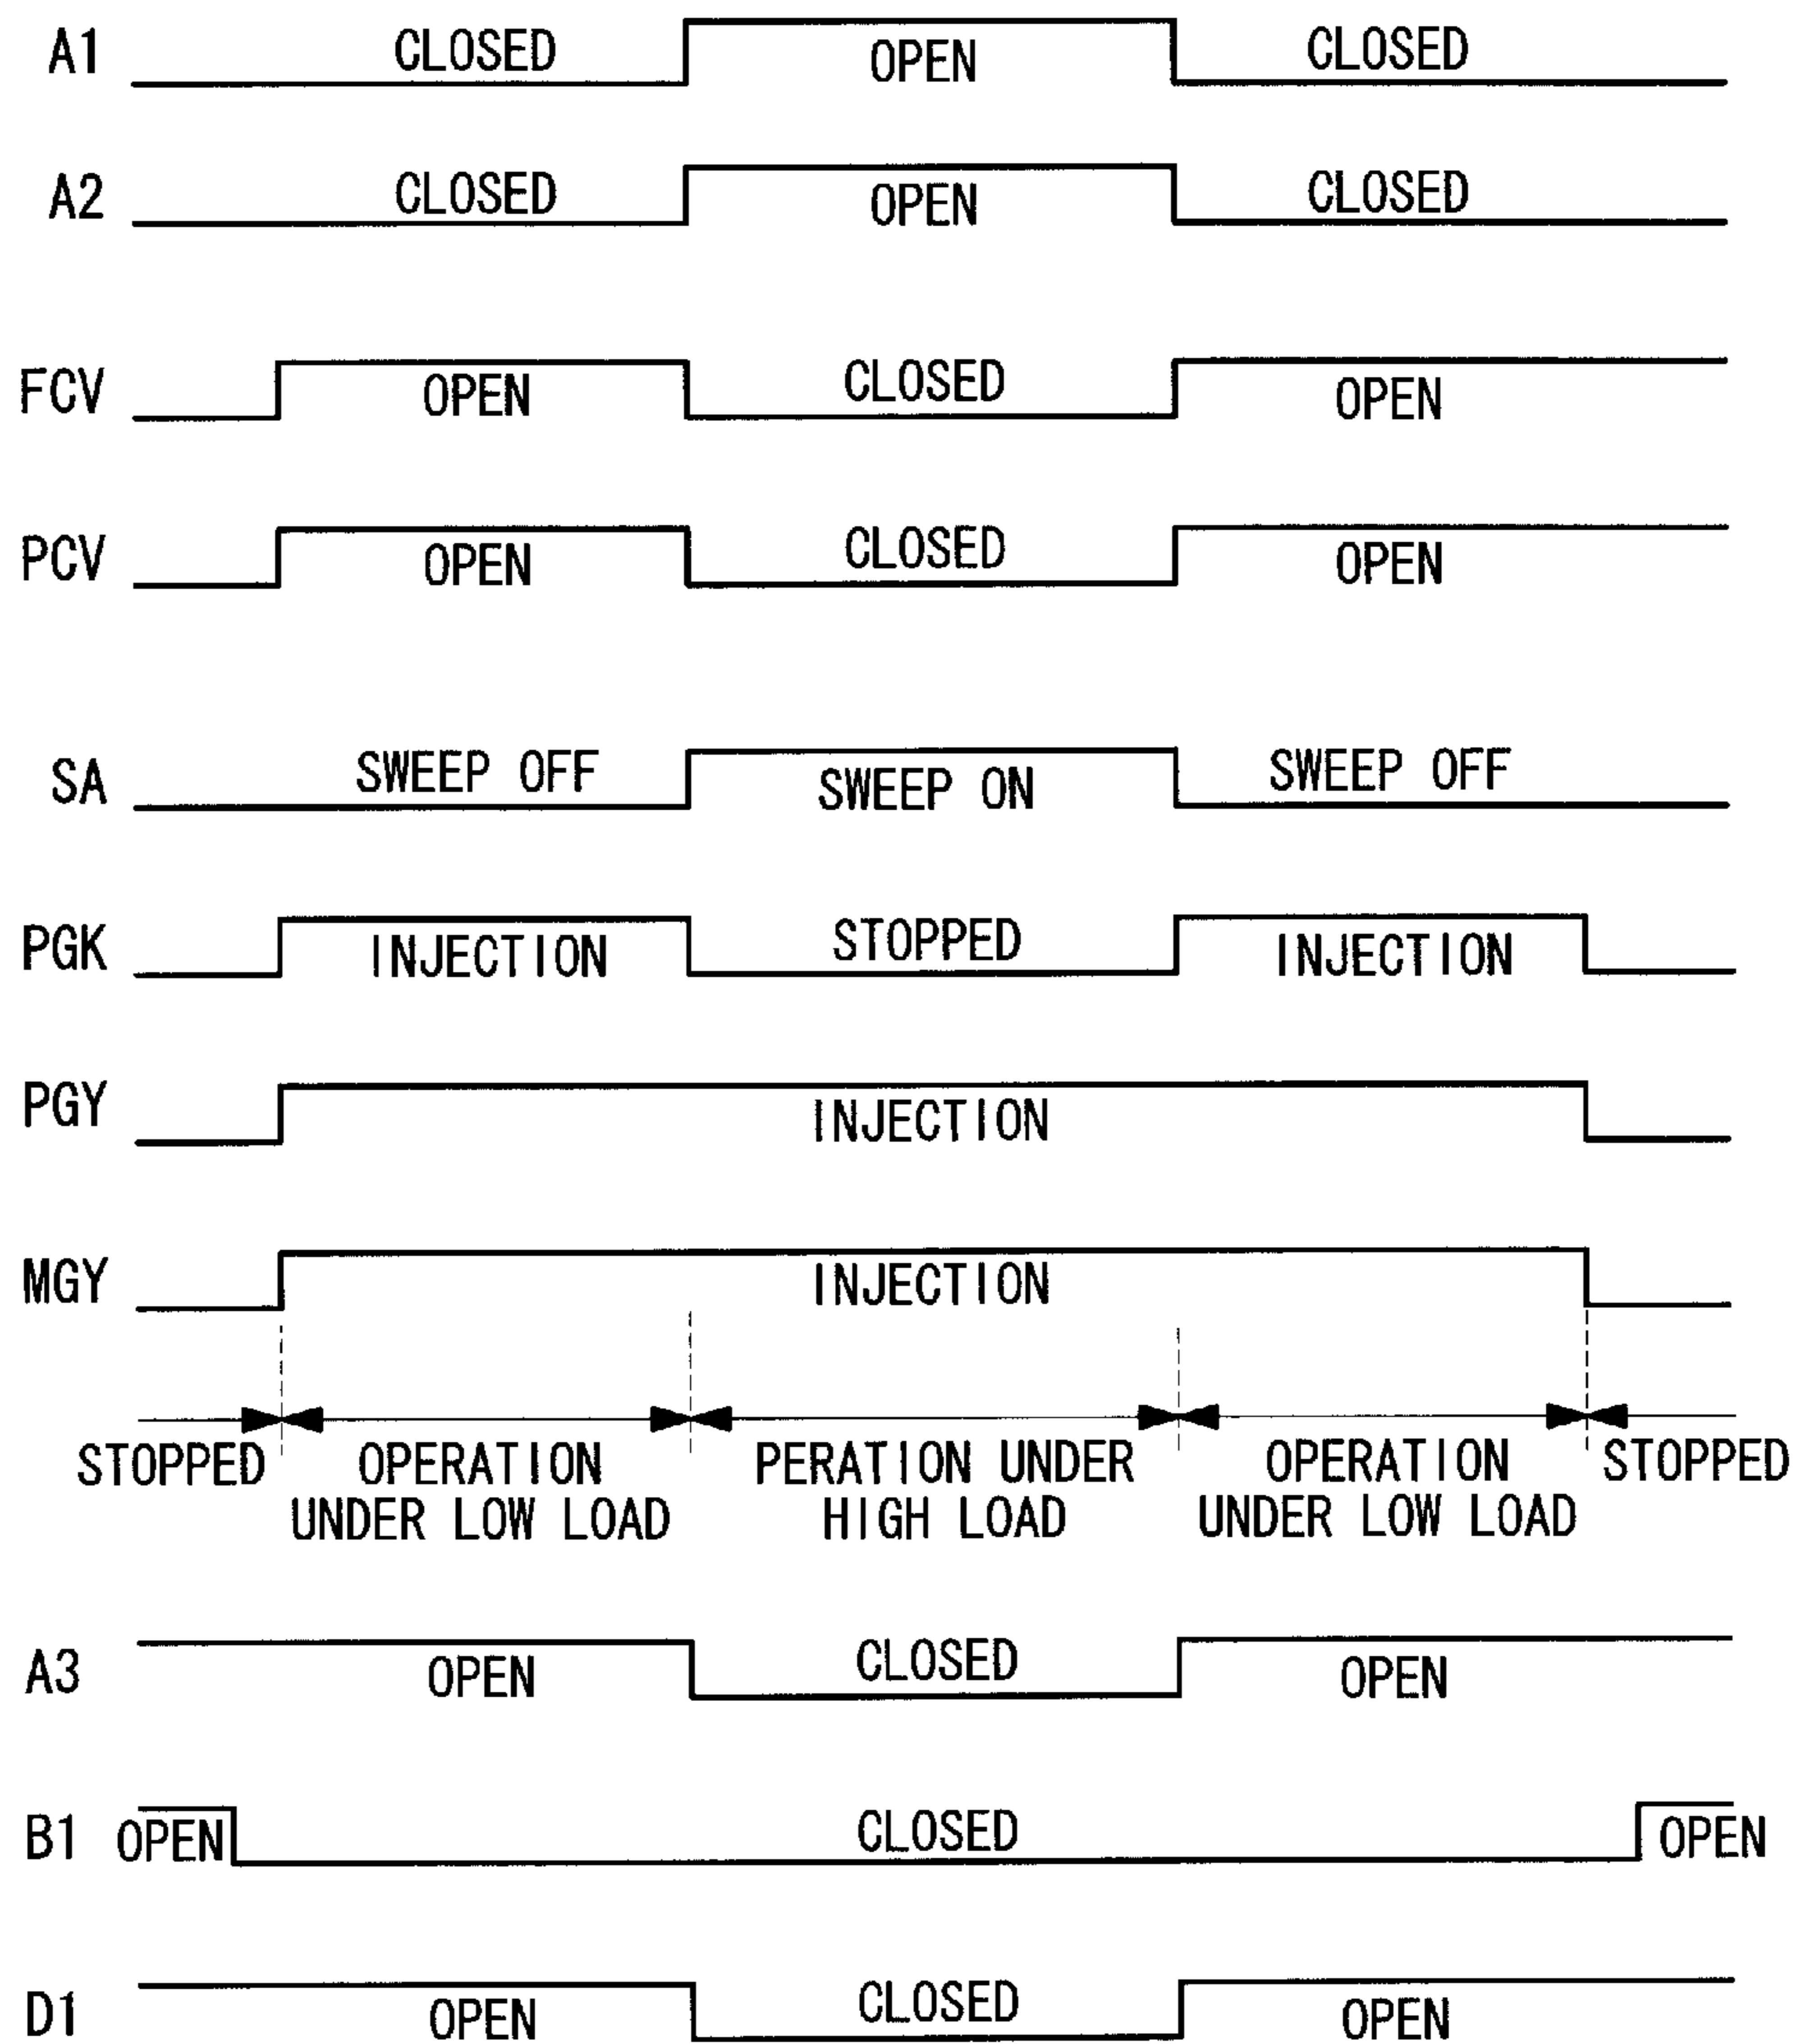 A1 CLOSED OPEN CLOSED
A2 CLOSED OPEN CLOSED
FCV OPEN CLOSED OPEN
PCV OPEN CLOSED OPEN
SA SWEEP OFF SWEEP ON SWEEP OFF
PGK INJECTION STOPPED INJECTION
PGY INJECTION
MGY INJECTION
STOPPED OPERATION PERATION UNDER OPERATION STOPPED
UNDER LOW LOAD HIGH LOAD UNDER LOW LOAD
A3 OPEN CLOSED OPEN
B1 OPEN CLOSED OPEN
D1 OPEN CLOSED OPEN